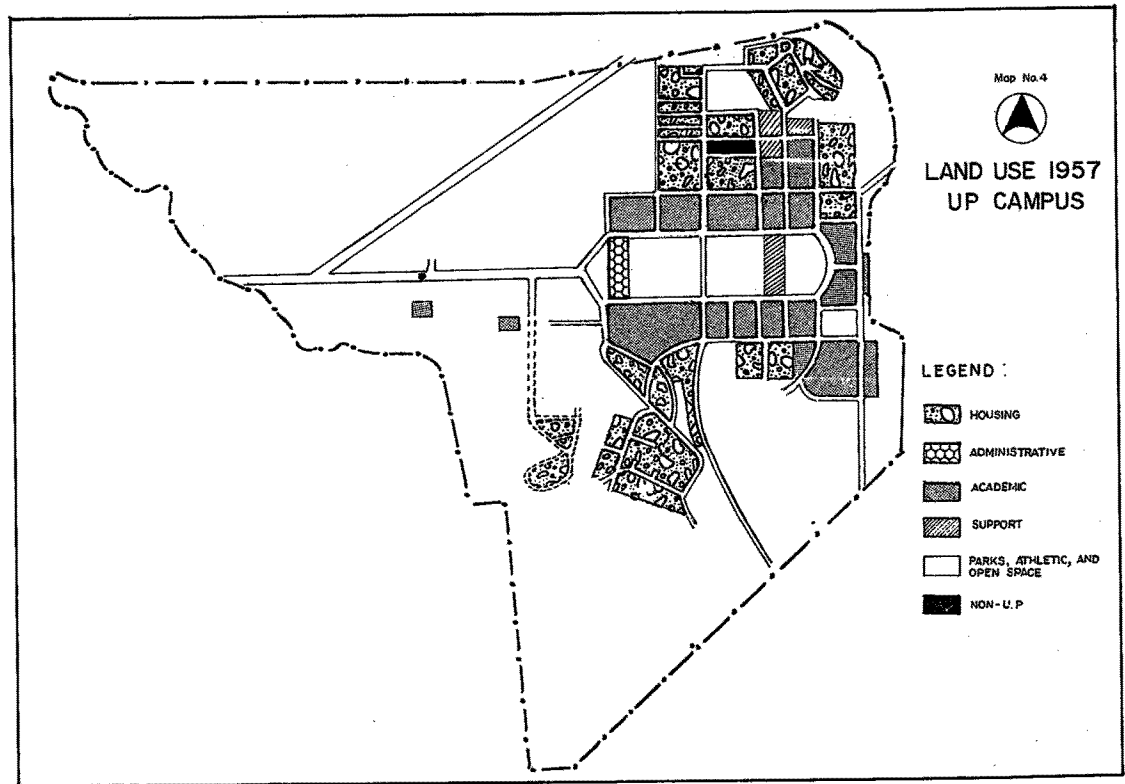 Map No.4
LAND USE 1957
UP CAMPUS
LEGEND :
HOUSING
ADMINISTRATIVE
ACADEMIC
SUPPORT
PARKS, ATHLETIC, AND
OPEN SPACE
NON-U.P